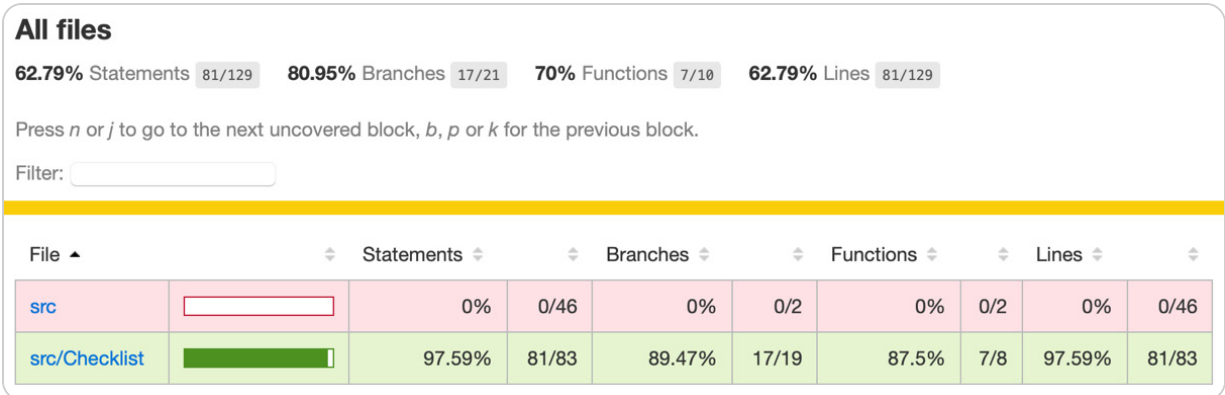 All files
62.79% Statements 81/129 80.95% Branches 17/21 70% Functions 7/10 62.79% Lines 81/129
Press n or j to go to the next uncovered block, b, p or k for the previous block.
Filter:
File Statements Branches Functions Lines
src 0% 0/46 0% 0/2 0% 0/2 0% 0/46
src/Checklist 97.59% 81/83 89.47% 17/19 87.5% 7/8 97.59% 81/83